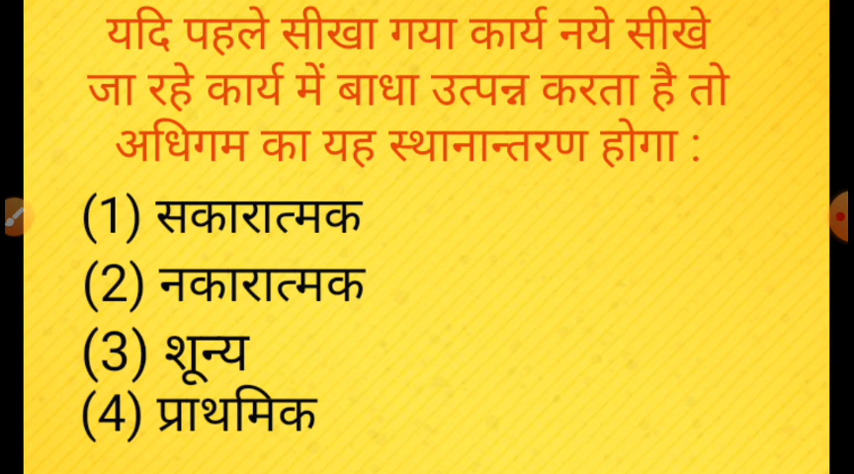 यदि पहले सीखा गया कार्य नये सीखे
जा रहे कार्य में बाधा उत्पन्न करता है तो
अधिगम का यह स्थानान्तरण होगा :
(1) सकारात्मक
(2) नकारात्मक
(3) शून्य
(4) प्राथमिक